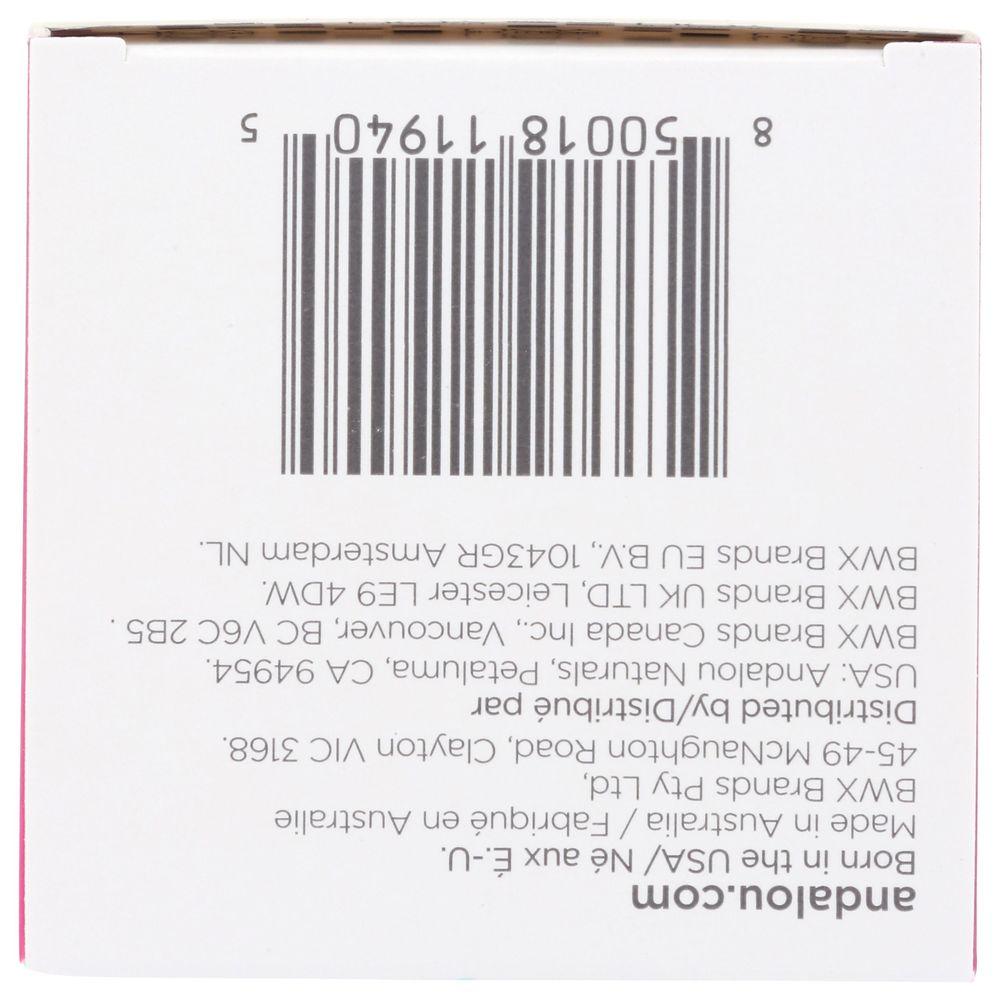 andalou.com
Born in the USA/ Né aux É.-U.
Made in Australia / Fabriqué en Australie
BWX Brands Pty Ltd,
45-49 McNaughton Road, Clayton VIC 3168.
Distributed by/Distribué par
USA: Andalou Naturals, Petaluma, CA 94954.
BWX Brands Canada Inc., Vancouver, BC V6C 2B5 .
BWX Brands UK LTD, Leicester LE9 4DW.
BWX Brands EU B.V., 1043GR Amsterdam NL.
8 50018 11940 5